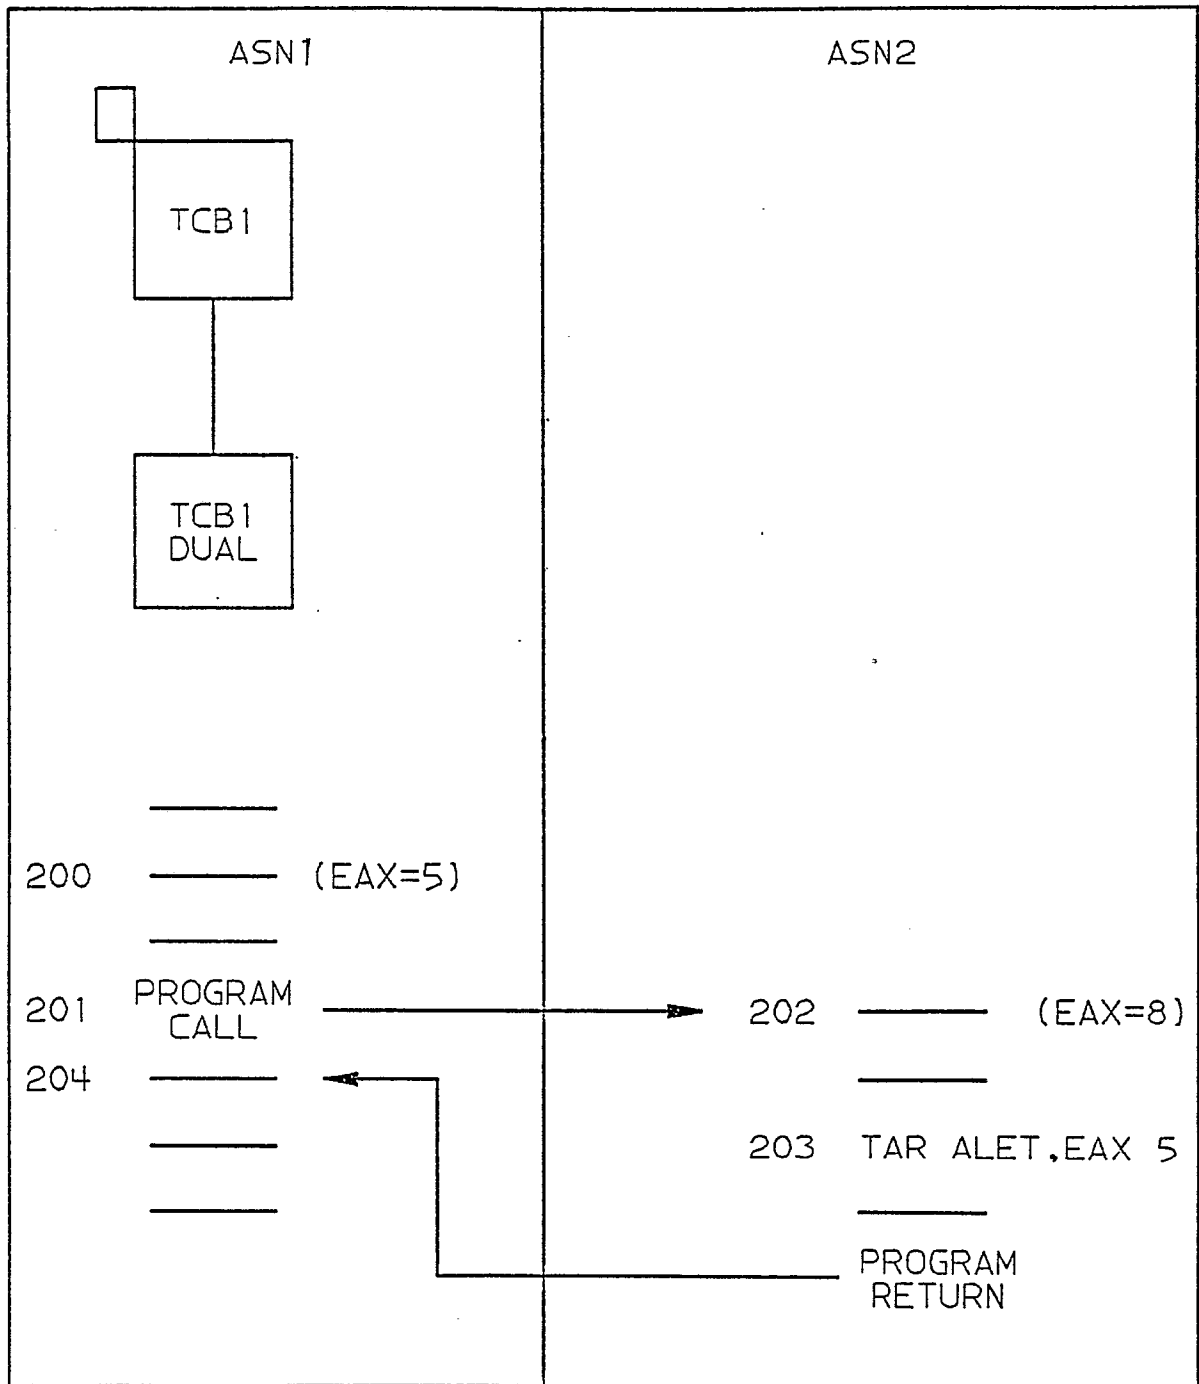 ASN1
ASN2
TCB1
TCB1
DUAL
200
(EAX=5)
201
PROGRAM
CALL
202
(EAX=8)
204
203
TAR ALET,EAX 5
PROGRAM
RETURN